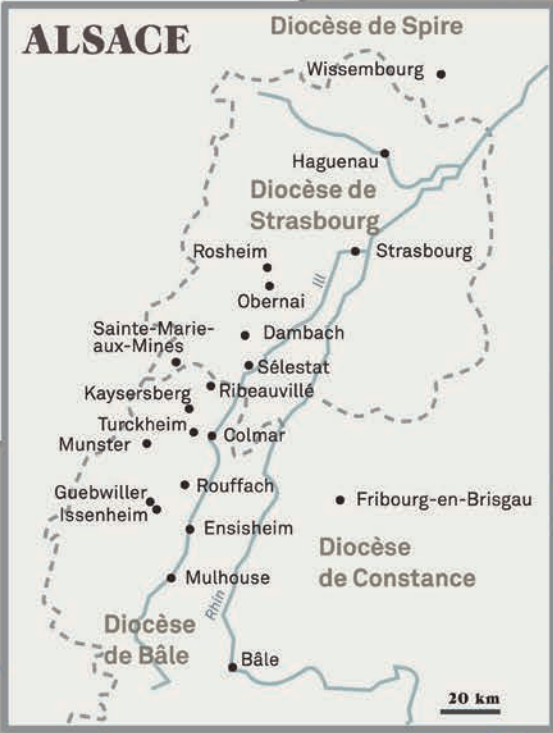 ALSACE
Diocèse de Spire
Wissembourg
Haguenau
Diocèse de
Strasbourg
Strasbourg
Rosheim
Obernai
Ill
Dambach
Sainte-Marie-
aux-Mines
Sélestat
Ribeauvillé
Kaysersberg
Turckheim
Colmar
Munster
Rouffach
Guebwiller
Issenheim
Fribourg-en-Brisgau
Ensisheim
Diocèse
de Constance
Mulhouse
Rhin
Diocèse
de Bâle
Bâle
20 km